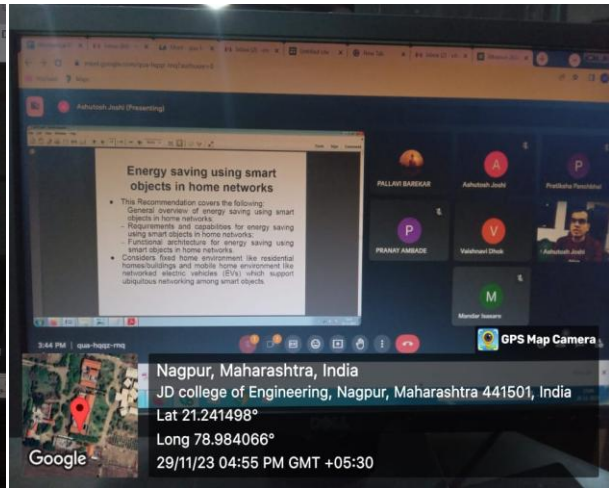 Ashutosh Joshi (Presenting)
Energy saving using smart
objects in home networks
● This Recommendation covers the following:
General overview of energy saving using smart
objects in home networks;
- Requirements and capabilities for energy saving
using smart objects in home networks;
- Functional architecture for energy saving
using smart objects in home networks.
● Considers fixed home environment like residential
homes/buildings and mobile home environment like
networked electric vehicles (EVs) which support
ubiquitous networking among smart objects.
PALLAVI BAREKAR
A
Ashutosh Joshi
P
Pratiksha Panchbhai
P
PRANAY AMBADE
V
Vaishnavi Dhok
Ashutosh Joshi
M
3:44 PM | qua-hqqz-mrq
GPS Map Camera
Nagpur, Maharashtra, India
JD college of Engineering, Nagpur, Maharashtra 441501, India
Lat 21.241498°
Long 78.984066°
29/11/23 04:55 PM GMT +05:30
Google